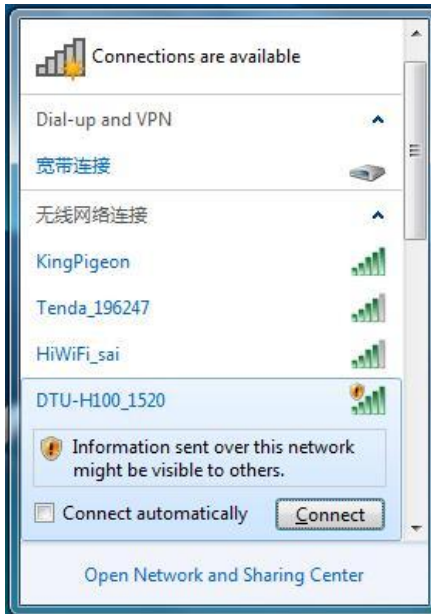 Connections are available
Dial-up and VPN
宽带连接
无线网络连接
KingPigeon
Tenda_196247
HiWiFi_sai
DTU-H100_1520
Information sent over this network
might be visible to others.
Connect automatically
Connect
Open Network and Sharing Center